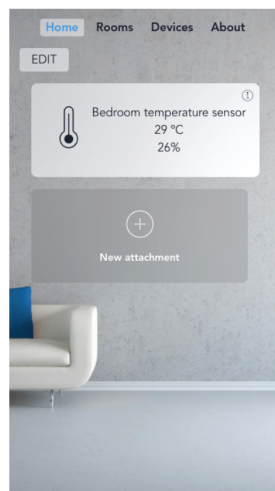 Home Rooms Devices About
EDIT
Bedroom temperature sensor
29 °C
26%
New attachment